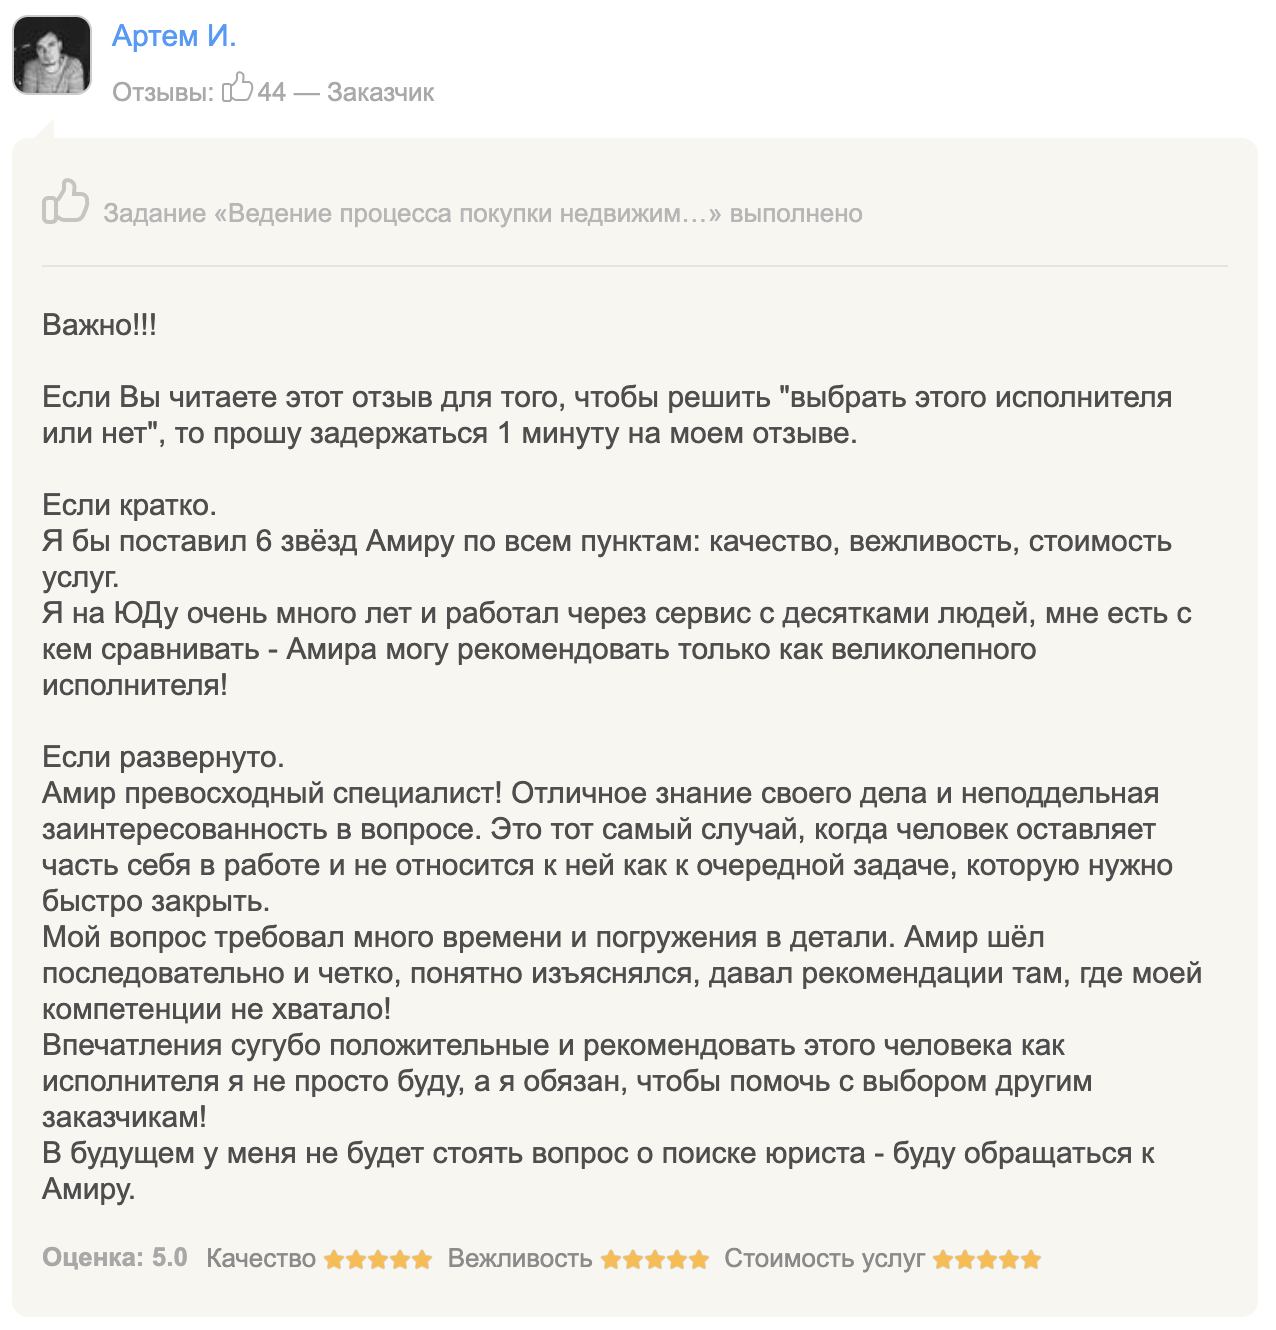 Артем И.
Отзывы: 44 — Заказчик
Задание «Ведение процесса покупки недвижим...» выполнено
Важно!!!
Если Вы читаете этот отзыв для того, чтобы решить "выбрать этого исполнителя
или нет", то прошу задержаться 1 минуту на моем отзыве.
Если кратко.
Я бы поставил 6 звёзд Амиру по всем пунктам: качество, вежливость, стоимость
услуг.
Я на ЮДу очень много лет и работал через сервис с десятками людей, мне есть с
кем сравнивать - Амира могу рекомендовать только как великолепного
исполнителя!
Если развернуто.
Амир превосходный специалист! Отличное знание своего дела и неподдельная
заинтересованность в вопросе. Это тот самый случай, когда человек оставляет
часть себя в работе и не относится к ней как к очередной задаче, которую нужно
быстро закрыть.
Мой вопрос требовал много времени и погружения в детали. Амир шёл
последовательно и четко, понятно изъяснялся, давал рекомендации там, где моей
компетенции не хватало!
Впечатления сугубо положительные и рекомендовать этого человека как
исполнителя я не просто буду, а я обязан, чтобы помочь с выбором другим
заказчикам!
В будущем у меня не будет стоять вопрос о поиске юриста - буду обращаться к
Амиру.
Оценка: 5.0 Качество Вежливость Стоимость услуг